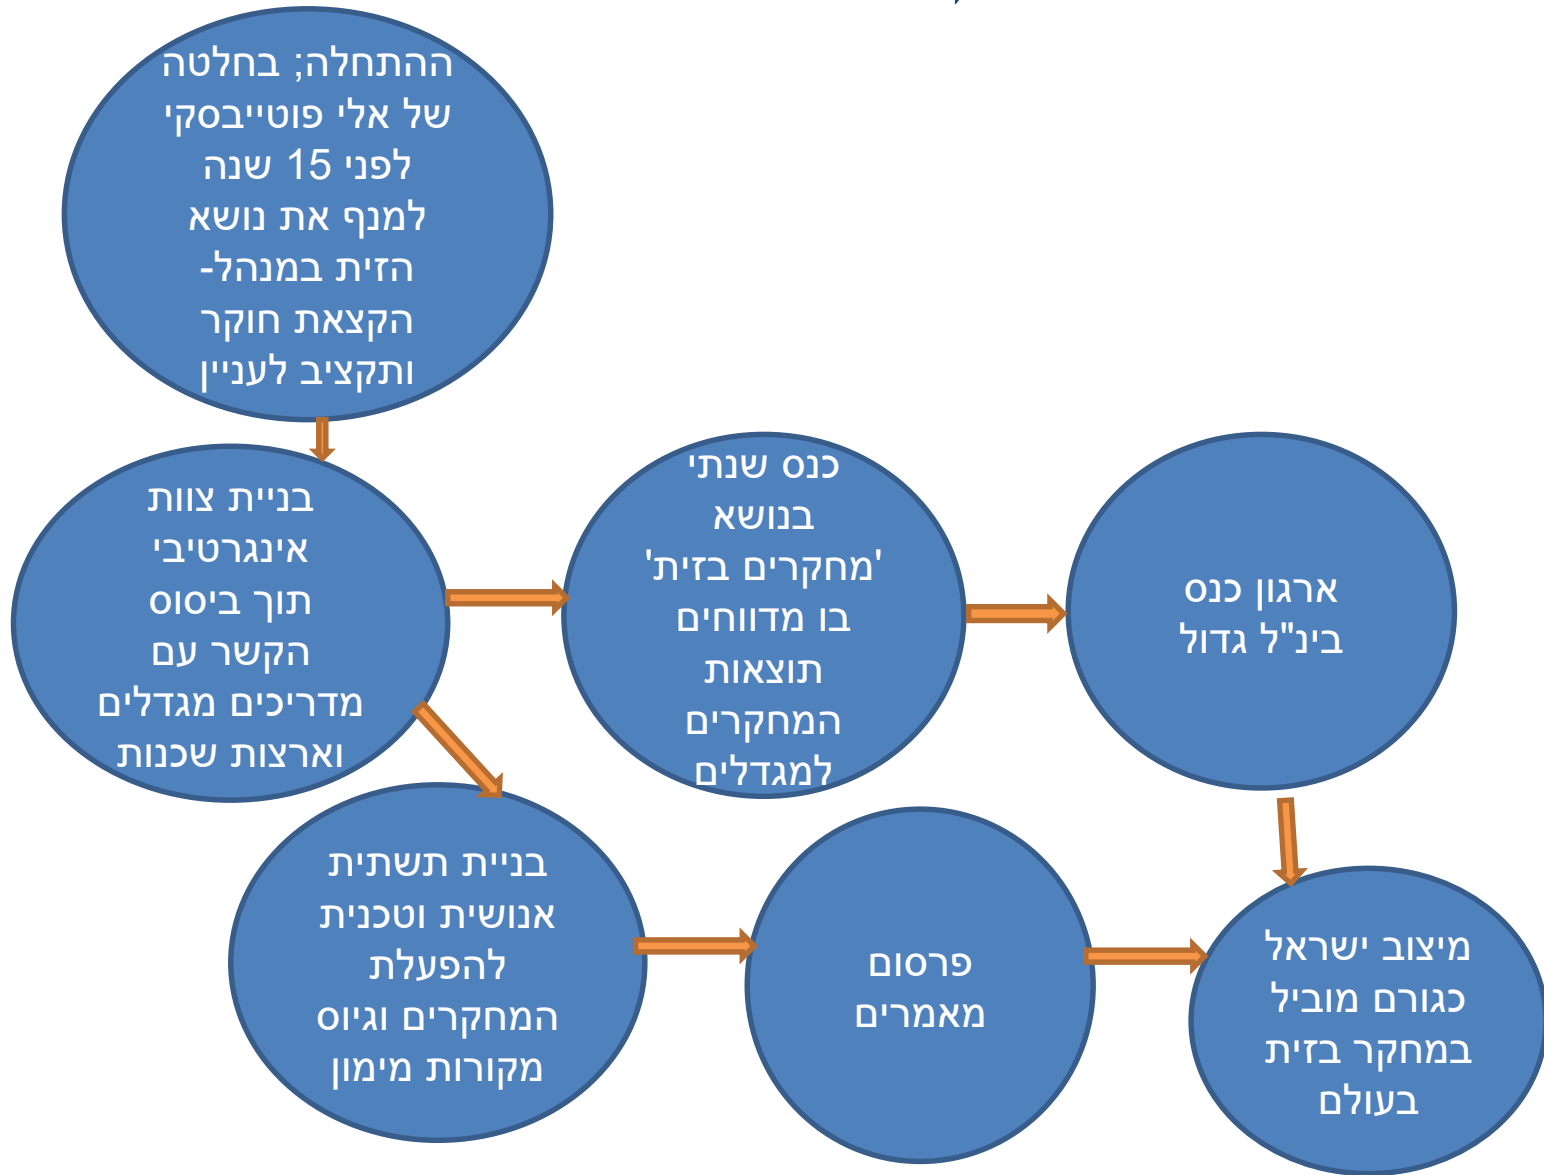 ההתחלה; בחלטה
של אלי פוטייבסקי
לפני 15 שנה
למנף את נושא
הזית במנהל-
הקצאת חוקר
ותקציב לעניין
בניית צוות
אינגרטיבי
תוך ביסוס
הקשר עם
מדריכים מגדלים
וארצות שכנות
כנס שנתי
בנושא
'מחקרים בזית'
בו מדווחים
תוצאות
המחקרים
למגדלים
ארגון כנס
בינ"ל גדול
בניית תשתית
אנושית וטכנית
להפעלת
המחקרים וגיוס
מקורות מימון
פרסום
מאמרים
מיצוב ישראל
כגורם מוביל
במחקר בזית
בעולם